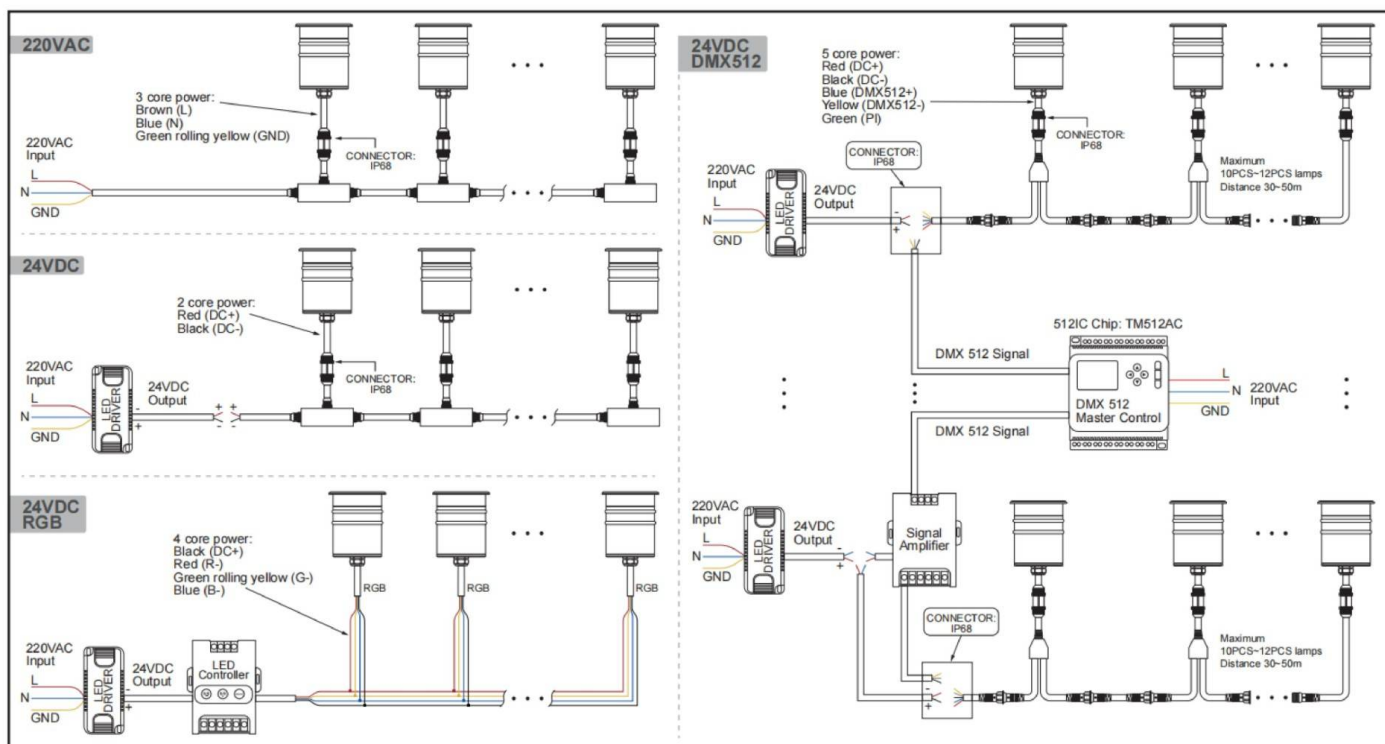 220VAC
3 core power:
Brown (L)
Blue (N)
Green rolling yellow (GND)
220VAC
Input
L
N
GND
CONNECTOR:
IP68
24VDC
2 core power:
Red (DC+)
Black (DC-)
220VAC
Input
L
N
GND
LED
DRIVER
24VDC
Output
-
+
+ +
- -
CONNECTOR:
IP68
24VDC
RGB
4 core power:
Black (DC+)
Red (R-)
Green rolling yellow (G-)
Blue (B-)
RGB
RGB
RGB
220VAC
Input
L
N
GND
LED
DRIVER
24VDC
Output
-
+
LED
Controller
24VDC
DMX512
5 core power:
Red (DC+)
Black (DC-)
Blue (DMX512+)
Yellow (DMX512-)
Green (PI)
CONNECTOR:
IP68
CONNECTOR:
IP68
220VAC
Input
L
N
GND
LED
DRIVER
24VDC
Output
-
+
Maximum
10PCS~12PCS lamps
Distance 30~50m
512IC Chip: TM512AC
DMX 512 Signal
DMX 512
Master Control
L
N
GND
220VAC
Input
DMX 512 Signal
220VAC
Input
L
N
GND
LED
DRIVER
24VDC
Output
-
+
Signal
Amplifier
CONNECTOR:
IP68
-
+
Maximum
10PCS~12PCS lamps
Distance 30~50m